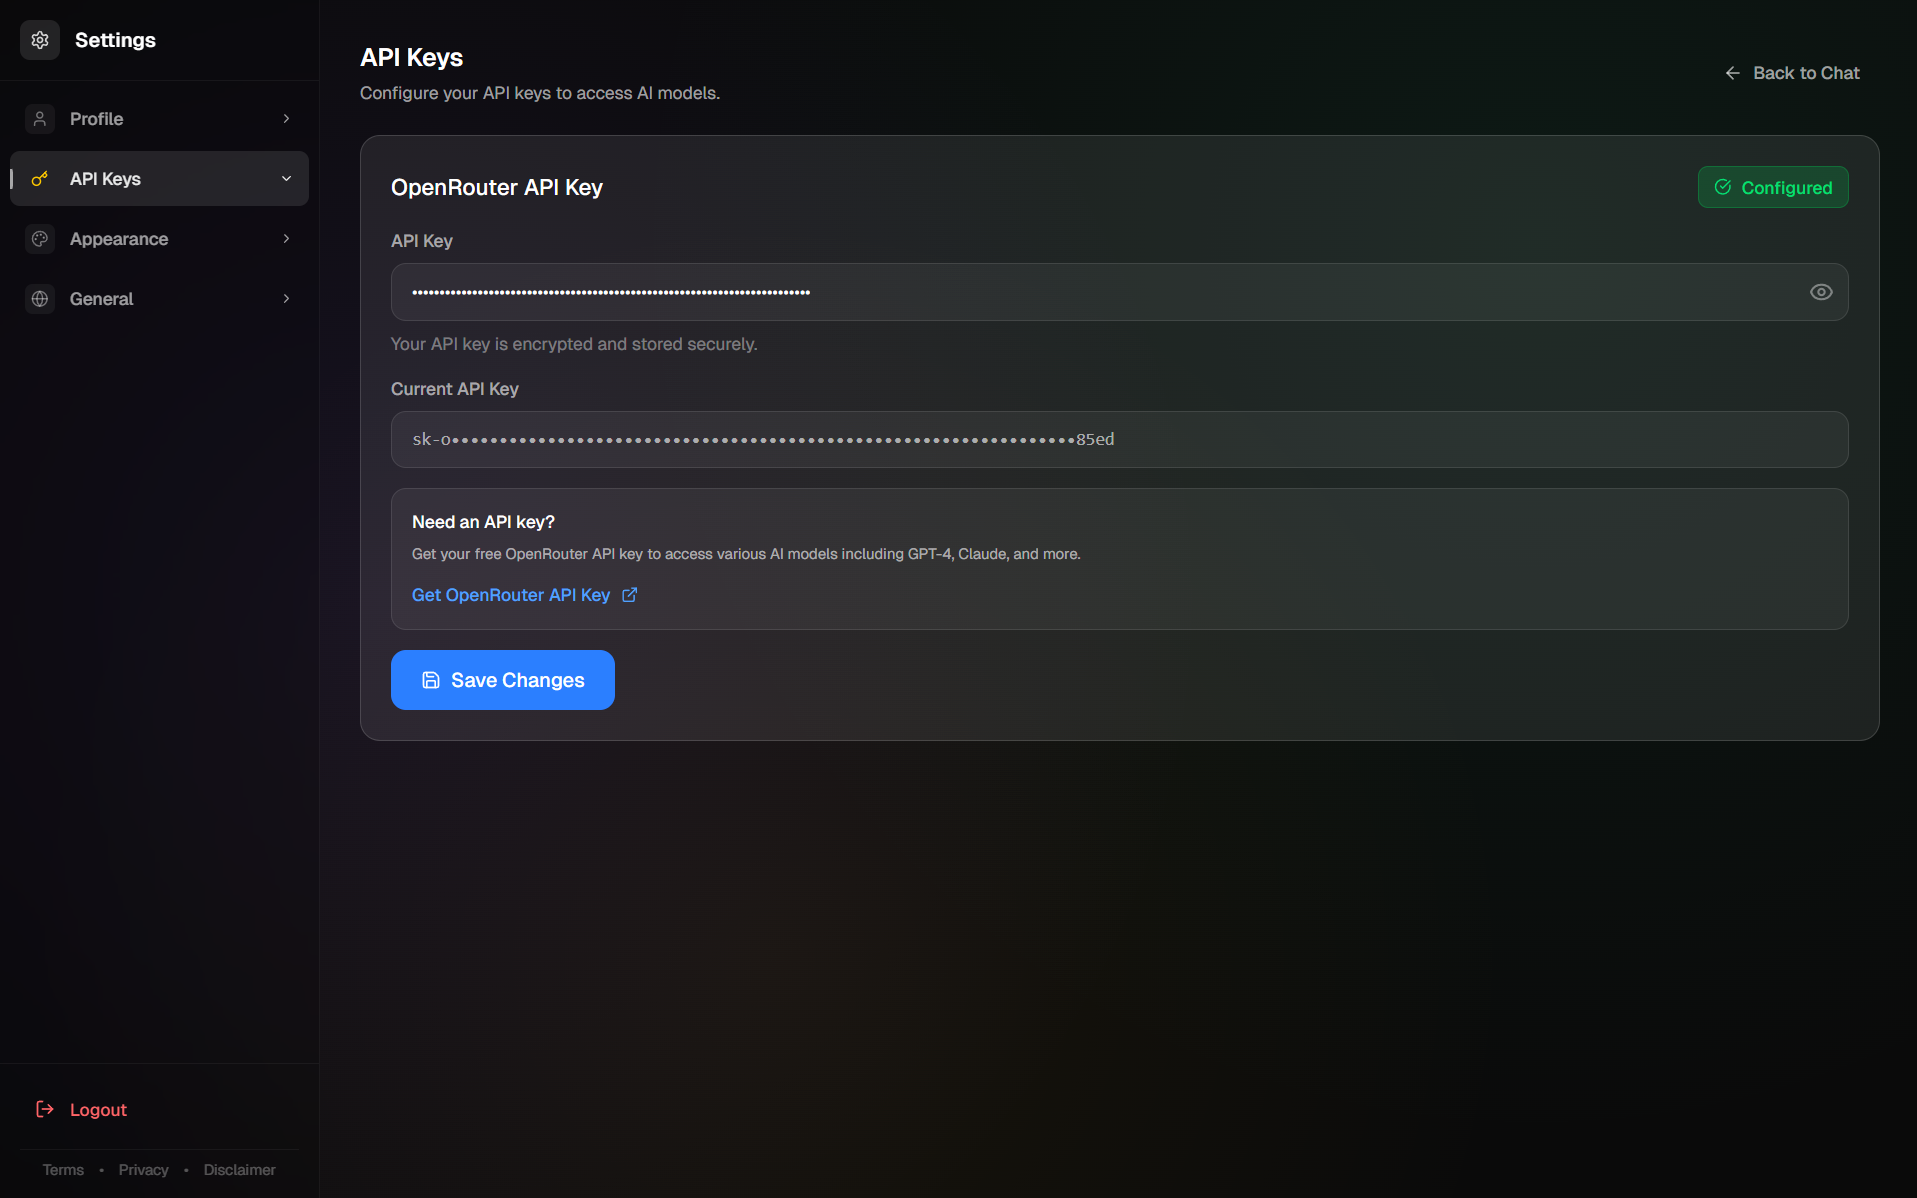 Settings
Profile
API Keys
Appearance
General
Logout
Terms • Privacy • Disclaimer
API Keys
Configure your API keys to access AI models.
Back to Chat
OpenRouter API Key
Configured
API Key
Your API key is encrypted and stored securely.
Current API Key
sk-o•••••••••••••••••••••••••••••••••••••••••••••••••••••••••••••••••85ed
Need an API key?
Get your free OpenRouter API key to access various AI models including GPT-4, Claude, and more.
Get OpenRouter API Key
Save Changes